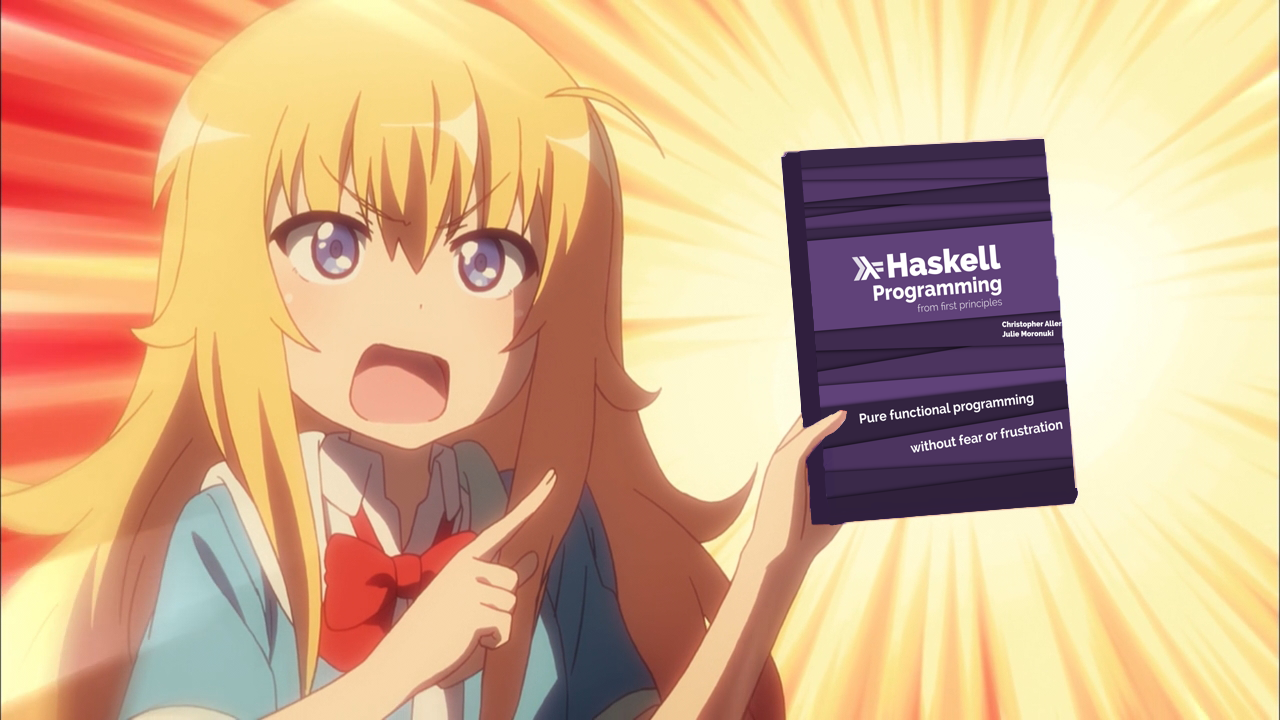 Haskell
Programming
from first principles
Christopher Allen
Julie Moronuki
Pure functional programming
without fear or frustration